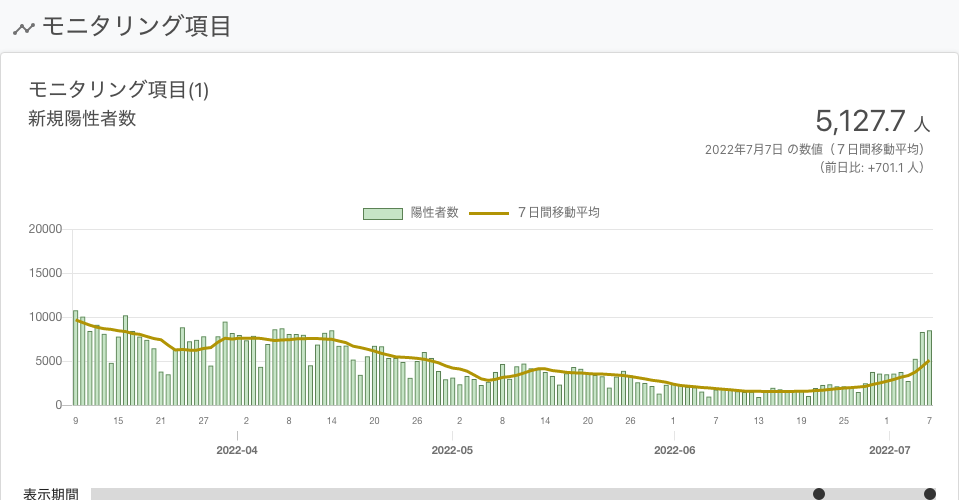 モニタリング項目
モニタリング項目(1)
新規陽性者数
5,127.7 人
2022年7月7日 の数値（７日間移動平均）
（前日比: +701.1 人）
陽性者数 ７日間移動平均
20000
15000
10000
5000
0
9 15 21 27 2 8 14 20 26 2 8 14 20 26 1 7 13 19 25 1 7
2022-04 2022-05 2022-06 2022-07
表示期間